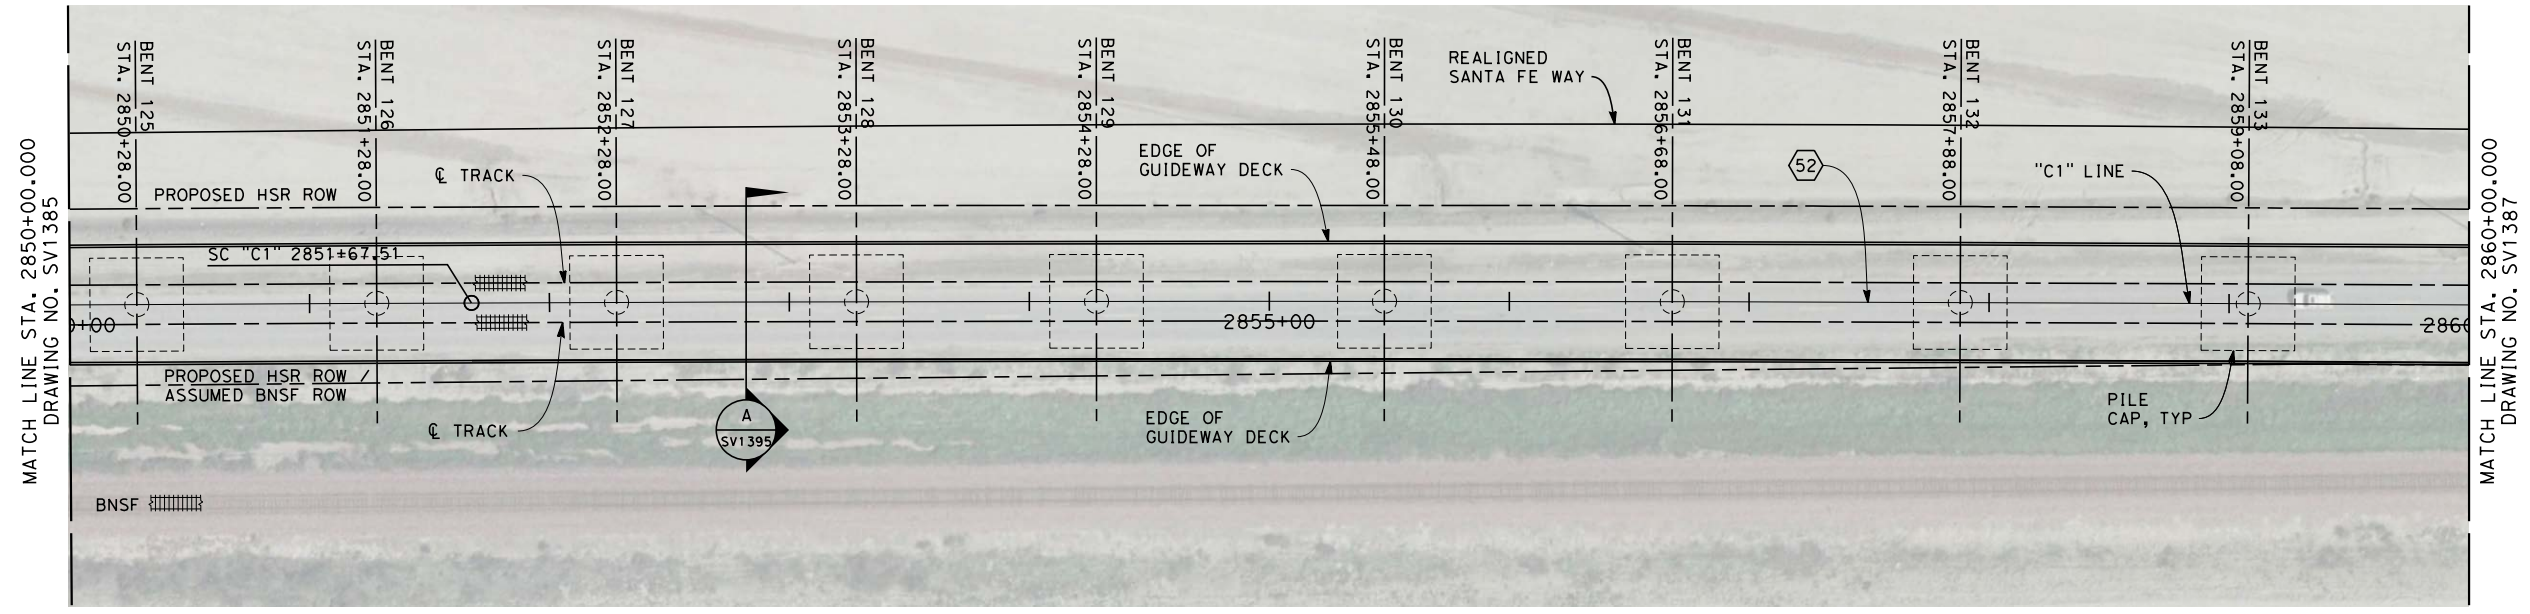 MATCH LINE STA. 2850+00.000
DRAWING NO. SV1385
BENT 125
STA. 2850+28.00
BENT 126
STA. 2851+28.00
BENT 127
STA. 2852+28.00
BENT 128
STA. 2853+28.00
BENT 129
STA. 2854+28.00
BENT 130
STA. 2855+48.00
BENT 131
STA. 2856+68.00
BENT 132
STA. 2857+88.00
BENT 133
STA. 2859+08.00
REALIGNED
SANTA FE WAY
EDGE OF
GUIDEWAY DECK
℄ TRACK
52
"C1" LINE
PROPOSED HSR ROW
SC "C1" 2851+67.51
0+00
2855+00
2860
PROPOSED HSR ROW /
ASSUMED BNSF ROW
℄ TRACK
A
SV1395
EDGE OF
GUIDEWAY DECK
PILE
CAP, TYP
BNSF
MATCH LINE STA. 2860+00.000
DRAWING NO. SV1387